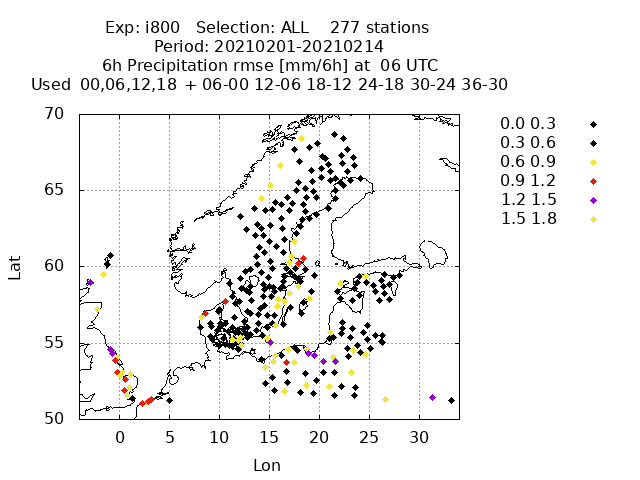 Exp: i800 Selection: ALL 277 stations
Period: 20210201-20210214
6h Precipitation rmse [mm/6h] at 06 UTC
Used 00,06,12,18 + 06-00 12-06 18-12 24-18 30-24 36-30
70
65
60
55
50
Lat
0 5 10 15 20 25 30
Lon
0.0 0.3
0.3 0.6
0.6 0.9
0.9 1.2
1.2 1.5
1.5 1.8